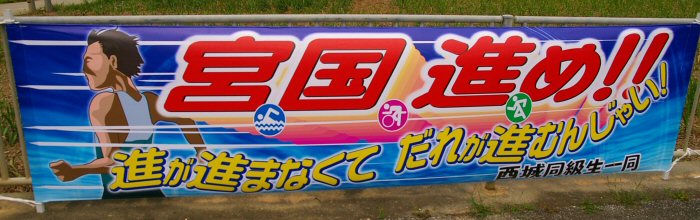 宮国 進め!!
進が進まなくて だれが進むんじゃい!
西城同級生一同